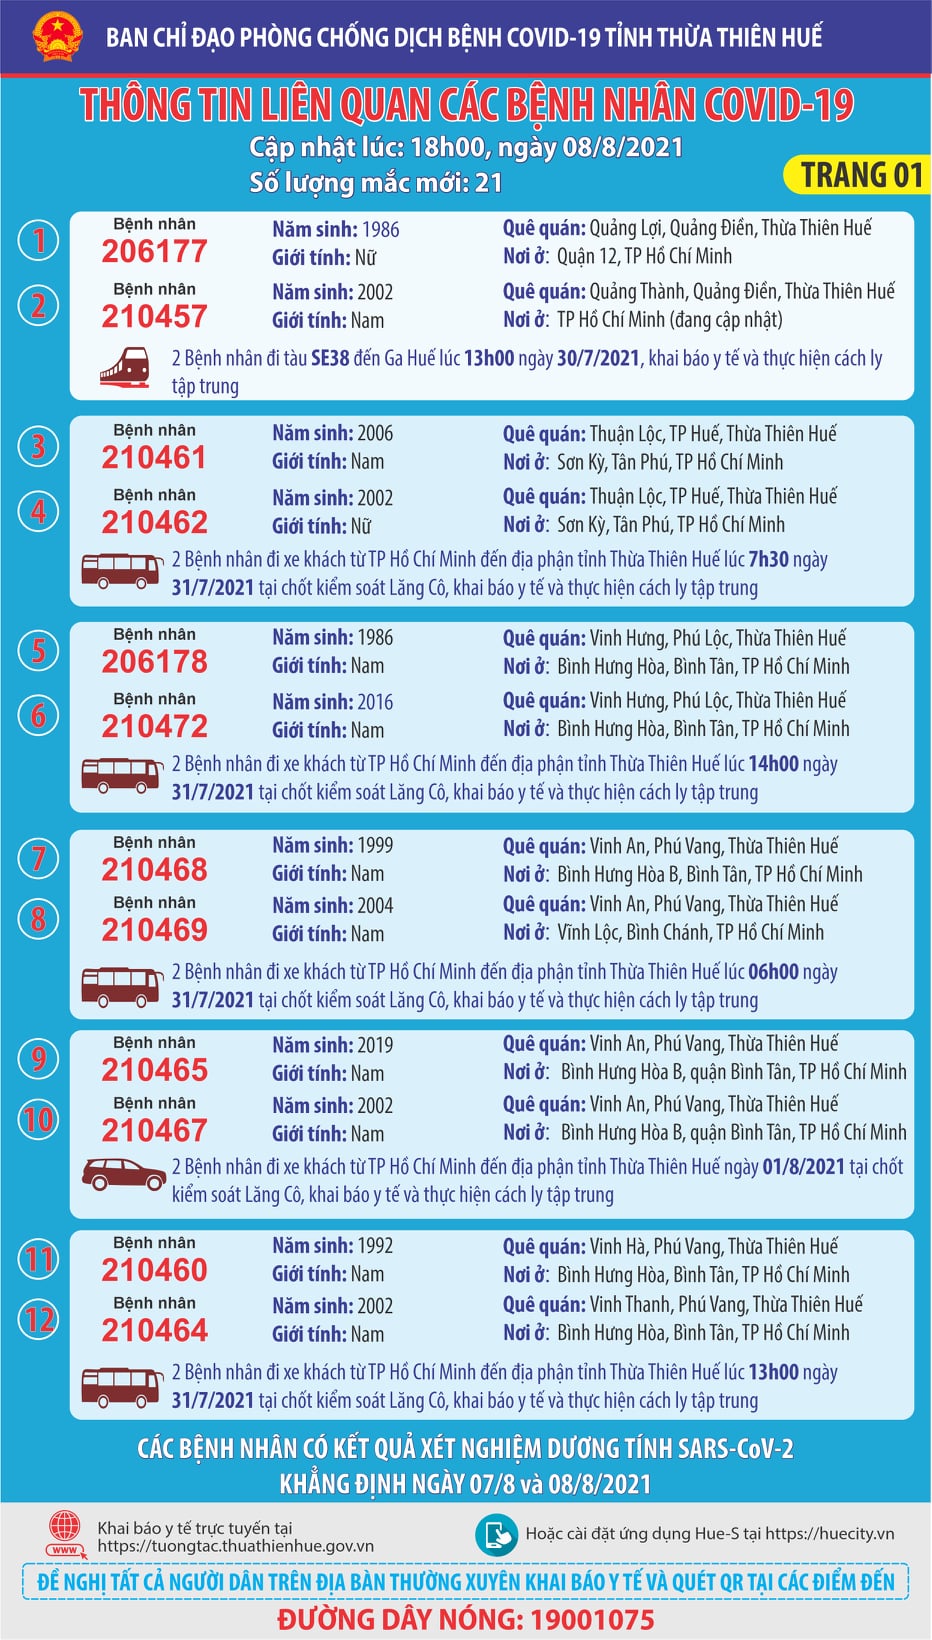 BAN CHỈ ĐẠO PHÒNG CHỐNG DỊCH BỆNH COVID-19 TỈNH THỪA THIÊN HUẾ
THÔNG TIN LIÊN QUAN CÁC BỆNH NHÂN COVID-19
Cập nhật lúc: 18h00, ngày 08/8/2021
Số lượng mắc mới: 21
TRANG 01
1
Bệnh nhân
206177
Năm sinh: 1986
Giới tính: Nữ
Quê quán: Quảng Lợi, Quảng Điền, Thừa Thiên Huế
Nơi ở: Quận 12, TP Hồ Chí Minh
2
Bệnh nhân
210457
Năm sinh: 2002
Giới tính: Nam
Quê quán: Quảng Thành, Quảng Điền, Thừa Thiên Huế
Nơi ở: TP Hồ Chí Minh (đang cập nhật)
2 Bệnh nhân đi tàu SE38 đến Ga Huế lúc 13h00 ngày 30/7/2021, khai báo y tế và thực hiện cách ly
tập trung
3
Bệnh nhân
210461
Năm sinh: 2006
Giới tính: Nam
Quê quán: Thuận Lộc, TP Huế, Thừa Thiên Huế
Nơi ở: Sơn Kỳ, Tân Phú, TP Hồ Chí Minh
4
Bệnh nhân
210462
Năm sinh: 2002
Giới tính: Nữ
Quê quán: Thuận Lộc, TP Huế, Thừa Thiên Huế
Nơi ở: Sơn Kỳ, Tân Phú, TP Hồ Chí Minh
2 Bệnh nhân đi xe khách từ TP Hồ Chí Minh đến địa phận tỉnh Thừa Thiên Huế lúc 7h30 ngày
31/7/2021 tại chốt kiểm soát Lăng Cô, khai báo y tế và thực hiện cách ly tập trung
5
Bệnh nhân
206178
Năm sinh: 1986
Giới tính: Nam
Quê quán: Vinh Hưng, Phú Lộc, Thừa Thiên Huế
Nơi ở: Bình Hưng Hòa, Bình Tân, TP Hồ Chí Minh
6
Bệnh nhân
210472
Năm sinh: 2016
Giới tính: Nam
Quê quán: Vinh Hưng, Phú Lộc, Thừa Thiên Huế
Nơi ở: Bình Hưng Hòa, Bình Tân, TP Hồ Chí Minh
2 Bệnh nhân đi xe khách từ TP Hồ Chí Minh đến địa phận tỉnh Thừa Thiên Huế lúc 14h00 ngày
31/7/2021 tại chốt kiểm soát Lăng Cô, khai báo y tế và thực hiện cách ly tập trung
7
Bệnh nhân
210468
Năm sinh: 1999
Giới tính: Nam
Quê quán: Vinh An, Phú Vang, Thừa Thiên Huế
Nơi ở: Bình Hưng Hòa B, Bình Tân, TP Hồ Chí Minh
8
Bệnh nhân
210469
Năm sinh: 2004
Giới tính: Nam
Quê quán: Vinh An, Phú Vang, Thừa Thiên Huế
Nơi ở: Vĩnh Lộc, Bình Chánh, TP Hồ Chí Minh
2 Bệnh nhân đi xe khách từ TP Hồ Chí Minh đến địa phận tỉnh Thừa Thiên Huế lúc 06h00 ngày
31/7/2021 tại chốt kiểm soát Lăng Cô, khai báo y tế và thực hiện cách ly tập trung
9
Bệnh nhân
210465
Năm sinh: 2019
Giới tính: Nam
Quê quán: Vinh An, Phú Vang, Thừa Thiên Huế
Nơi ở: Bình Hưng Hòa B, quận Bình Tân, TP Hồ Chí Minh
10
Bệnh nhân
210467
Năm sinh: 2002
Giới tính: Nam
Quê quán: Vinh An, Phú Vang, Thừa Thiên Huế
Nơi ở: Bình Hưng Hòa B, quận Bình Tân, TP Hồ Chí Minh
2 Bệnh nhân đi xe khách từ TP Hồ Chí Minh đến địa phận tỉnh Thừa Thiên Huế ngày 01/8/2021 tại chốt
kiểm soát Lăng Cô, khai báo y tế và thực hiện cách ly tập trung
11
Bệnh nhân
210460
Năm sinh: 1992
Giới tính: Nam
Quê quán: Vinh Hà, Phú Vang, Thừa Thiên Huế
Nơi ở: Bình Hưng Hòa, Bình Tân, TP Hồ Chí Minh
12
Bệnh nhân
210464
Năm sinh: 2002
Giới tính: Nam
Quê quán: Vinh Thanh, Phú Vang, Thừa Thiên Huế
Nơi ở: Bình Hưng Hòa, Bình Tân, TP Hồ Chí Minh
2 Bệnh nhân đi xe khách từ TP Hồ Chí Minh đến địa phận tỉnh Thừa Thiên Huế lúc 13h00 ngày
31/7/2021 tại chốt kiểm soát Lăng Cô, khai báo y tế và thực hiện cách ly tập trung
CÁC BỆNH NHÂN CÓ KẾT QUẢ XÉT NGHIỆM DƯƠNG TÍNH SARS-CoV-2
KHẲNG ĐỊNH NGÀY 07/8 và 08/8/2021
www
Khai báo y tế trực tuyến tại
https://tuongtac.thuathienhue.gov.vn
Hoặc cài đặt ứng dụng Hue-S tại https://huecity.vn
ĐỀ NGHỊ TẤT CẢ NGƯỜI DÂN TRÊN ĐỊA BÀN THƯỜNG XUYÊN KHAI BÁO Y TẾ VÀ QUÉT QR TẠI CÁC ĐIỂM ĐẾN
ĐƯỜNG DÂY NÓNG: 19001075